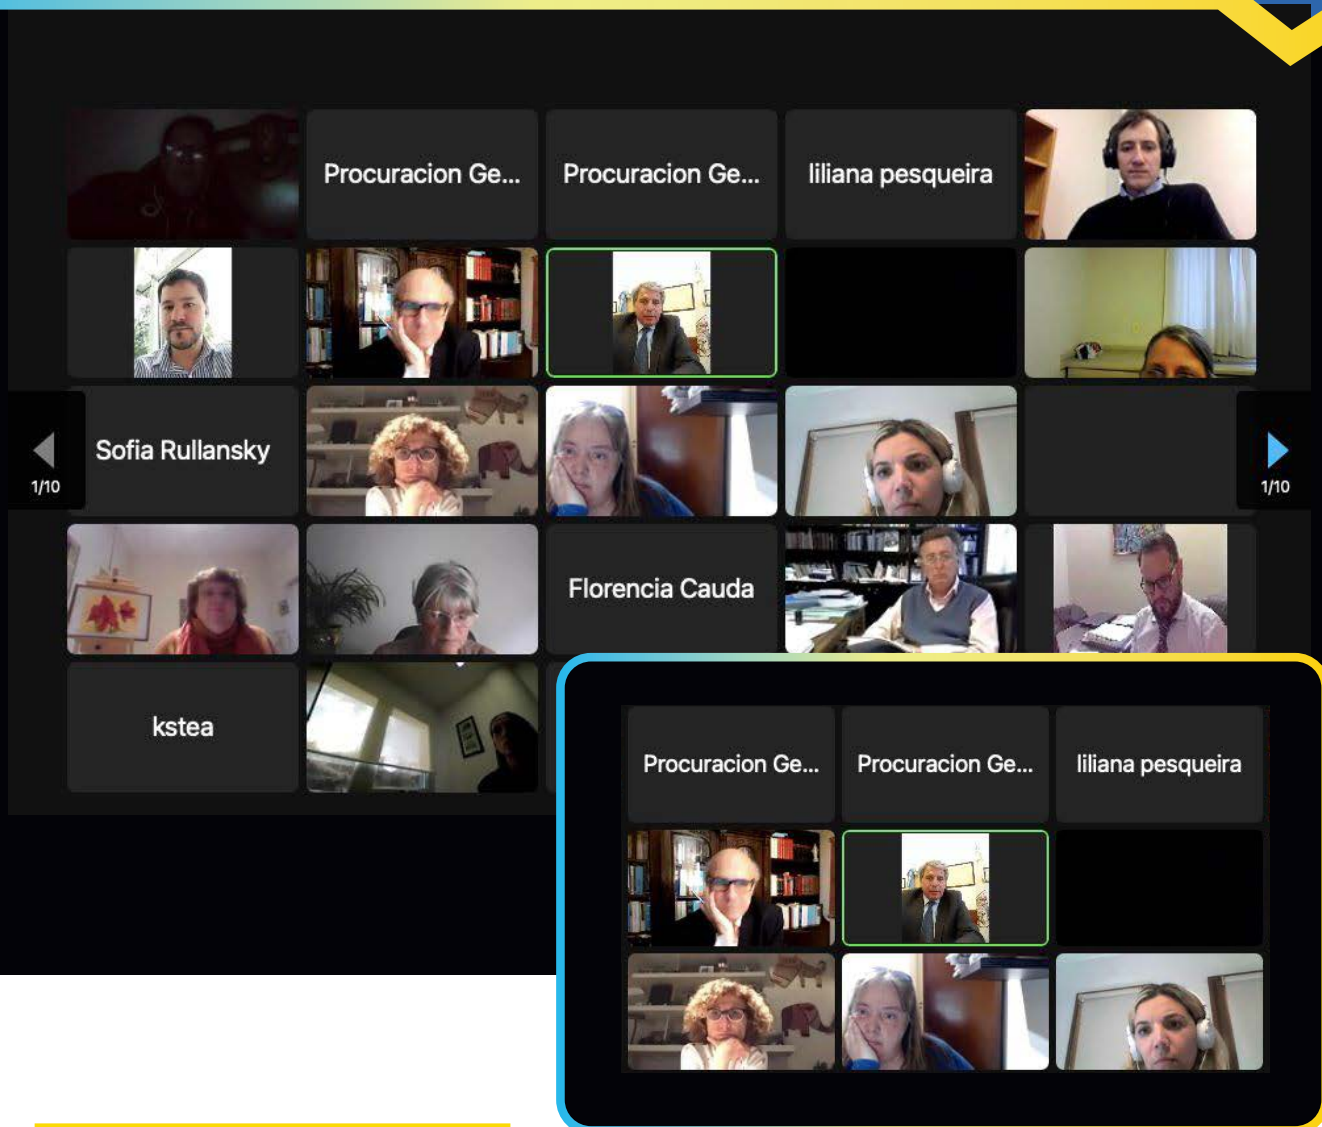 Procuracion Ge...
Procuracion Ge...
liliana pesqueira
Sofia Rullansky
1/10
1/10
Florencia Cauda
kstea
Procuracion Ge...
Procuracion Ge...
liliana pesqueira